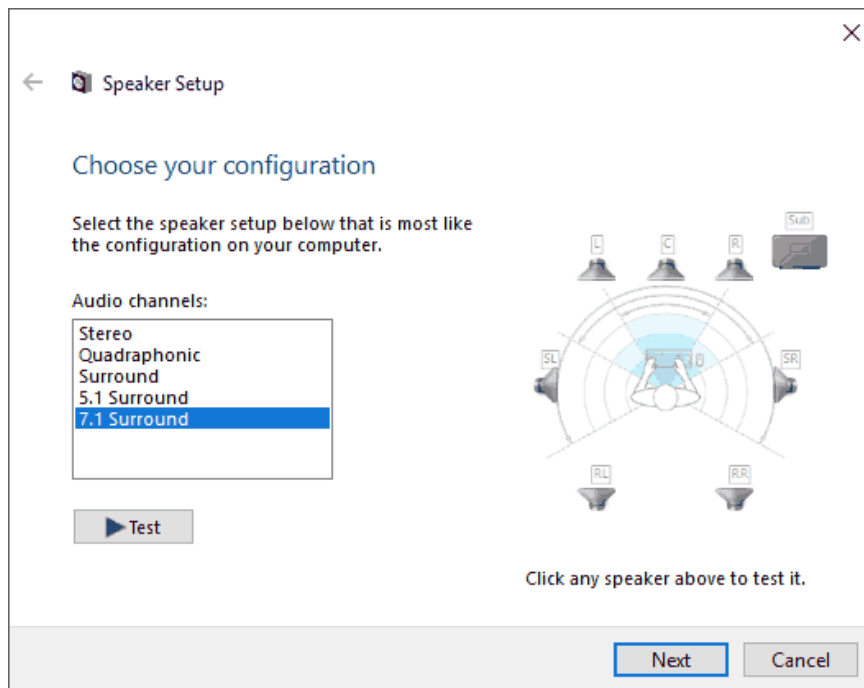 Speaker Setup
Choose your configuration
Select the speaker setup below that is most like
the configuration on your computer.
Audio channels:
Stereo
Quadraphonic
Surround
5.1 Surround
7.1 Surround
Test
L
C
R
Sub
SL
SR
RL
RR
Click any speaker above to test it.
Next
Cancel